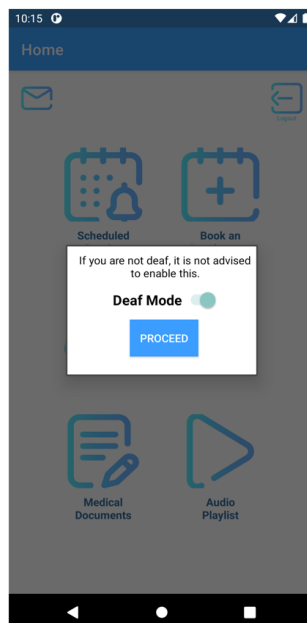 10:15
Home
Logout
Scheduled
Book an
If you are not deaf, it is not advised
to enable this.
Deaf Mode
PROCEED
Medical
Documents
Audio
Playlist